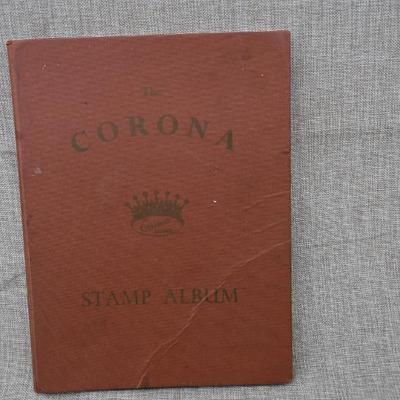 The
CORONA
STAMP ALBUM